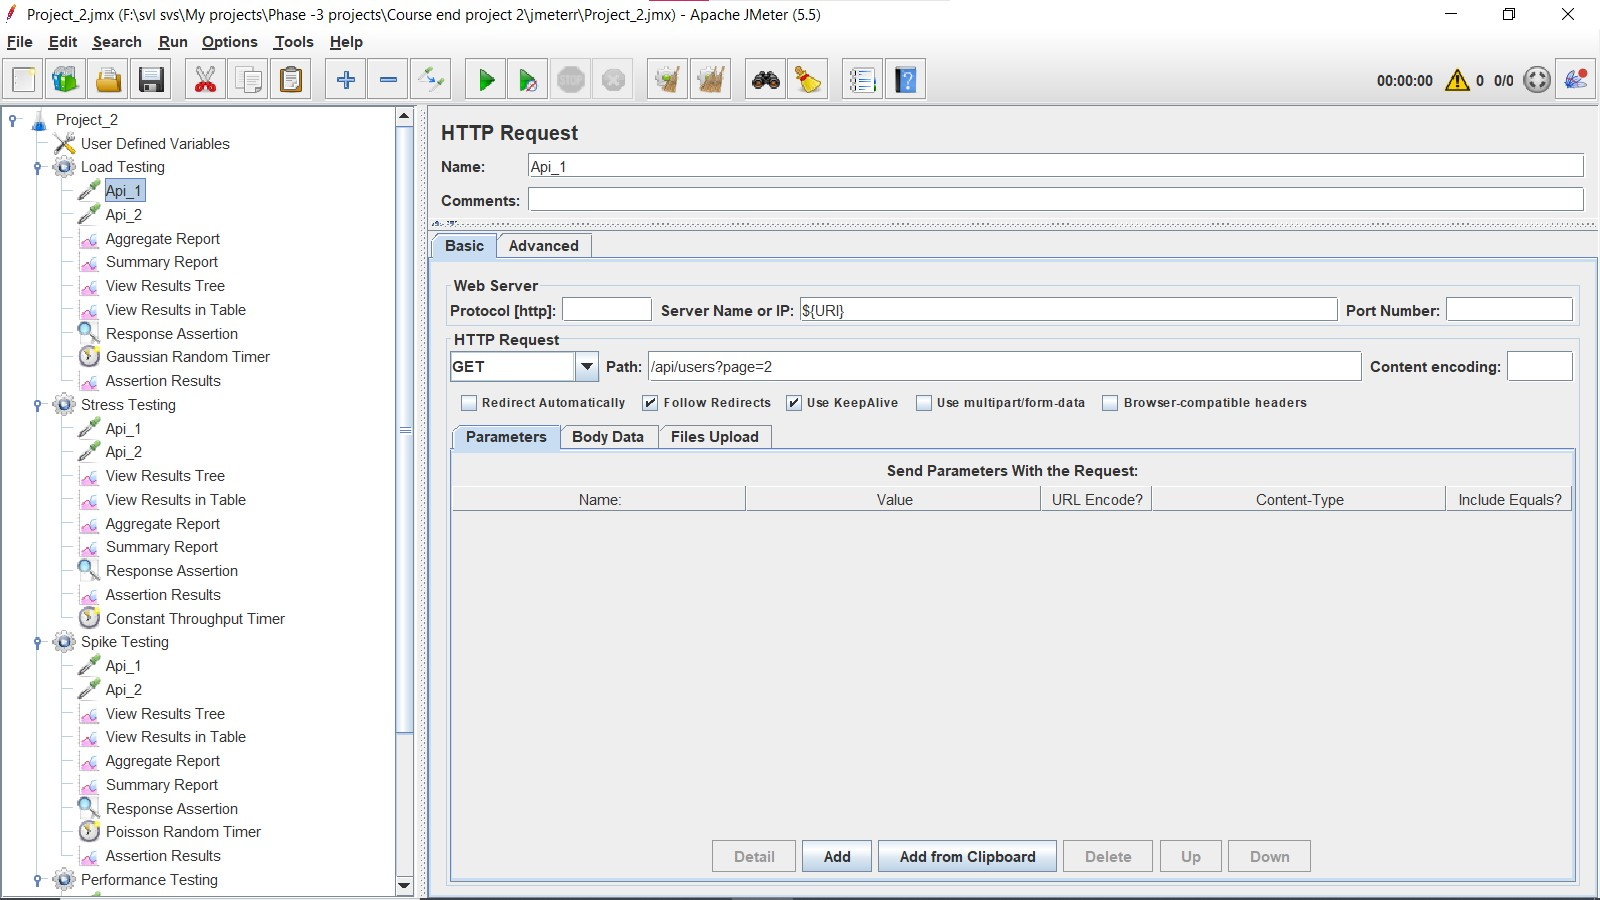 Project_2.jmx (F:\svl svs\My projects\Phase -3 projects\Course end project 2\jmeterr\Project_2.jmx) - Apache JMeter (5.5)
File Edit Search Run Options Tools Help
STOP
00:00:00 0 0/0
Project_2
User Defined Variables
Load Testing
Api_1
Api_2
Aggregate Report
Summary Report
View Results Tree
View Results in Table
Response Assertion
Gaussian Random Timer
Assertion Results
Stress Testing
Api_1
Api_2
View Results Tree
View Results in Table
Aggregate Report
Summary Report
Response Assertion
Assertion Results
Constant Throughput Timer
Spike Testing
Api_1
Api_2
View Results Tree
View Results in Table
Aggregate Report
Summary Report
Response Assertion
Poisson Random Timer
Assertion Results
Performance Testing
HTTP Request
Name: Api_1
Comments:
Basic Advanced
Web Server
Protocol [http]: Server Name or IP: ${URI} Port Number:
HTTP Request
GET Path: /api/users?page=2 Content encoding:
Redirect Automatically Follow Redirects Use KeepAlive Use multipart/form-data Browser-compatible headers
Parameters Body Data Files Upload
Send Parameters With the Request:
Name: Value URL Encode? Content-Type Include Equals?
Detail Add Add from Clipboard Delete Up Down